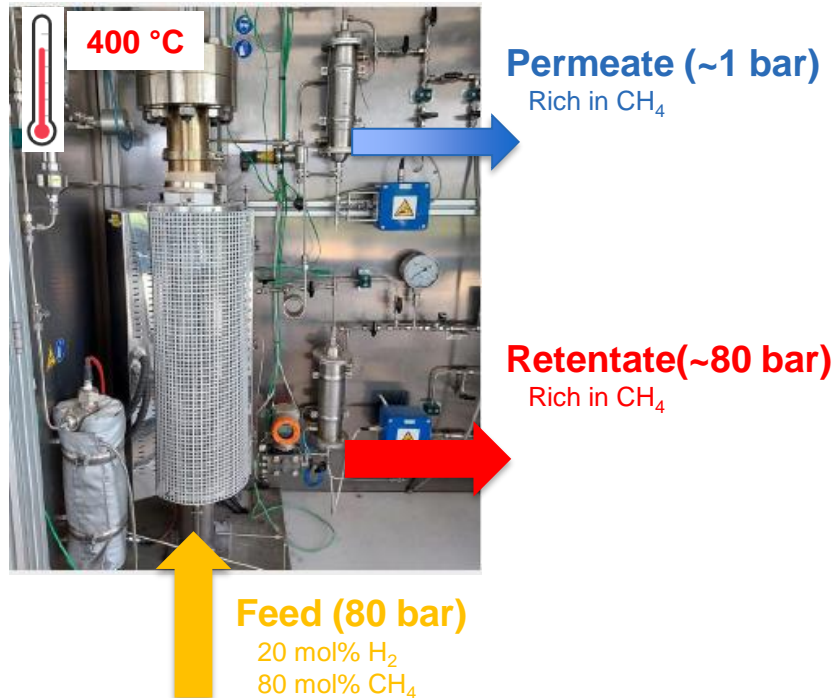 400 °C
Permeate (~1 bar)
Rich in CH₄
Retentate(~80 bar)
Rich in CH₄
Feed (80 bar)
20 mol% H₂
80 mol% CH₄